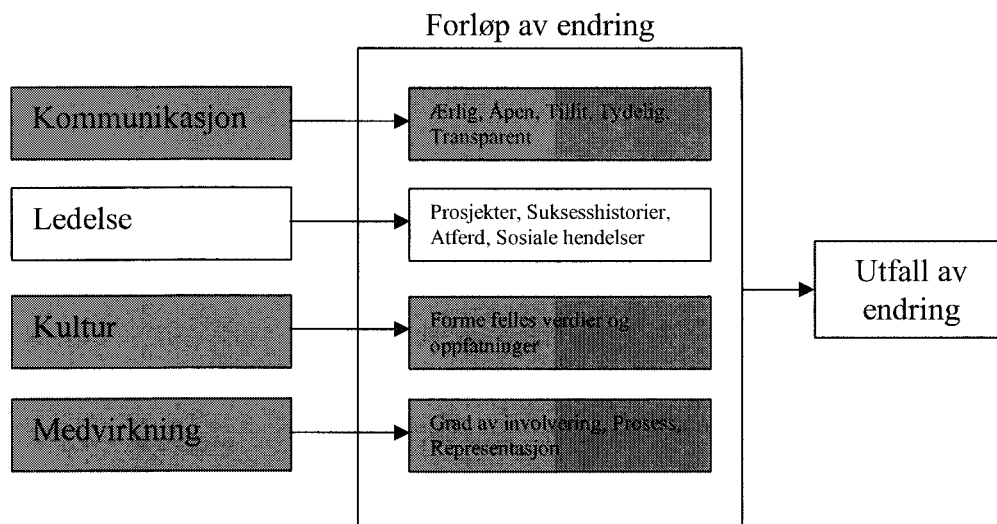 Forløp av endring
Kommunikasjon
Ærlig, Åpen, Tillit, Tydelig,
Transparent
Ledelse
Prosjekter, Suksesshistorier,
Atferd, Sosiale hendelser
Kultur
Forme felles verdier og
oppfatninger
Medvirkning
Grad av involvering, Prosess,
Representasjon
Utfall av
endring